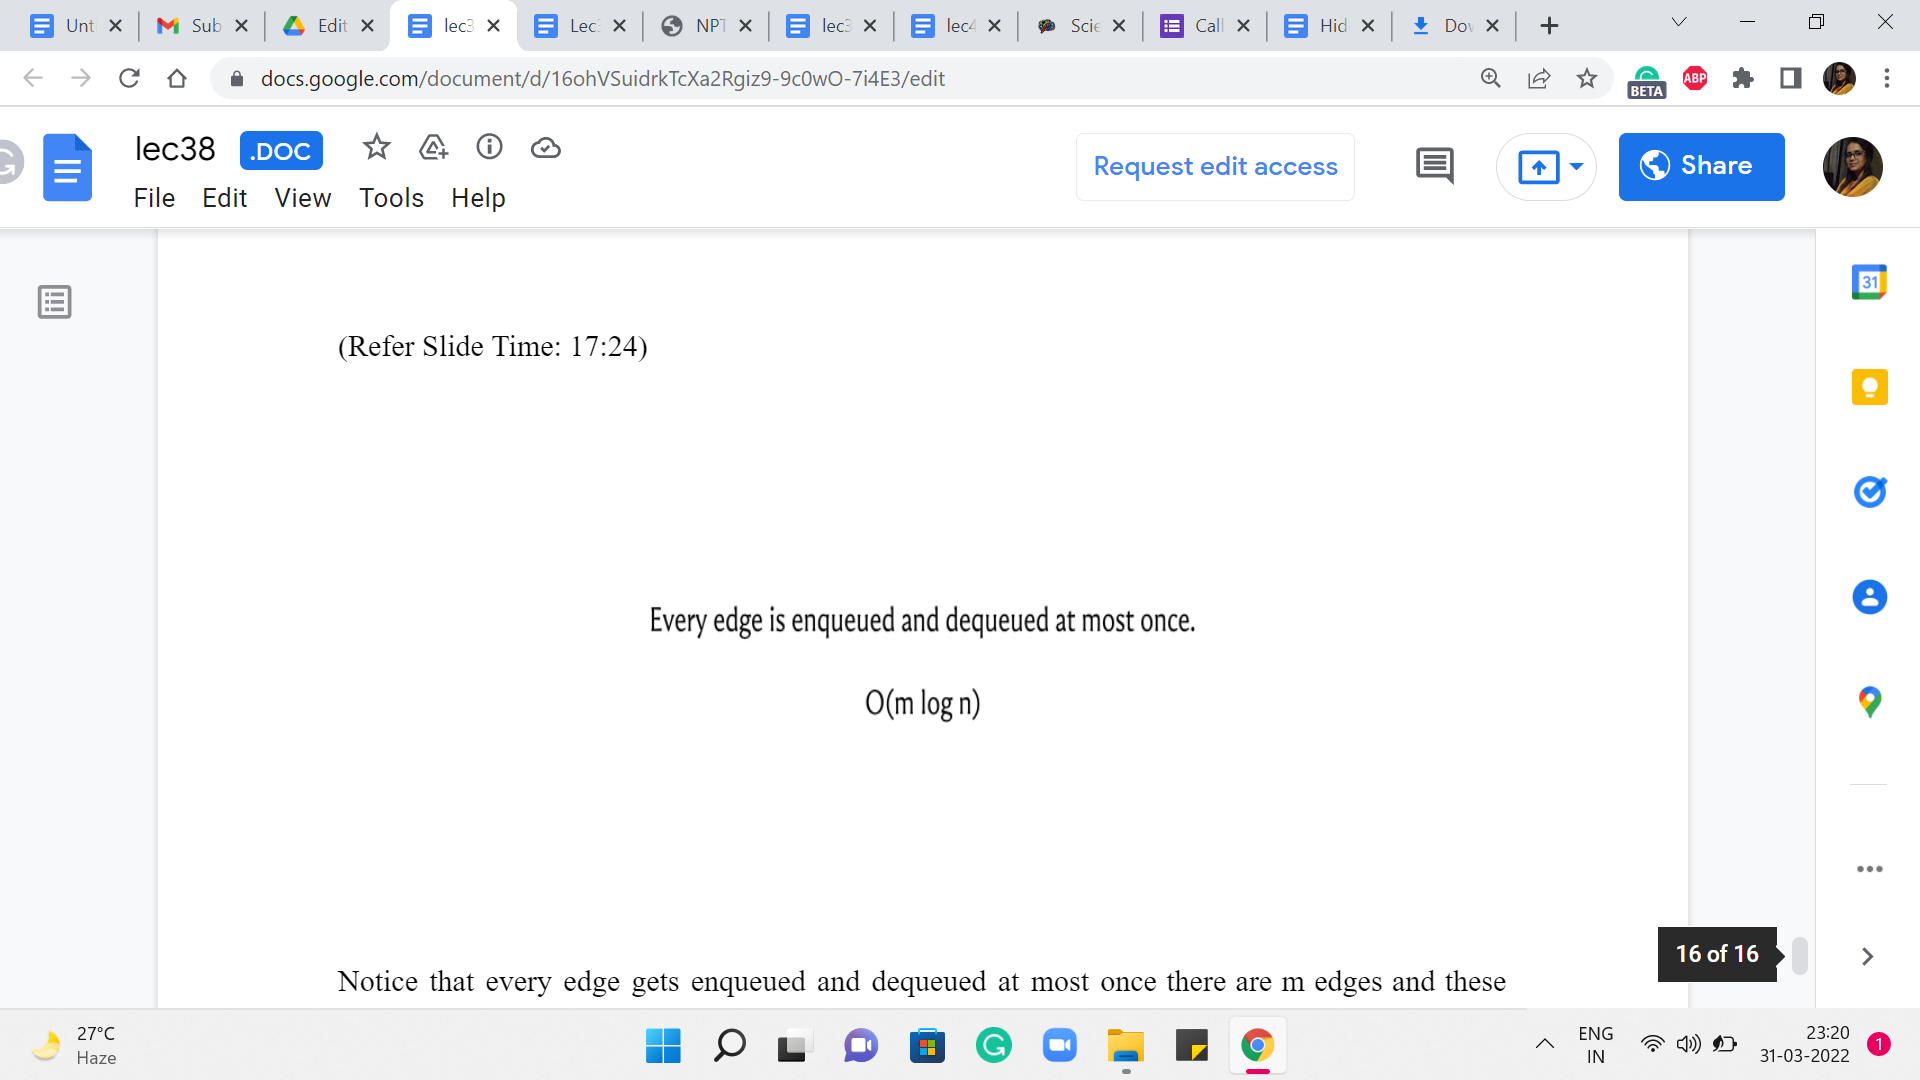 Unt
Sub
Edit
lec3
Lec
NPT
lec3
lec4
Scie
Call
Hid
Dov
docs.google.com/document/d/16ohVSuidrkTcXa2Rgiz9-9c0wO-7i4E3/edit
BETA
ABP
lec38
.DOC
Request edit access
Share
File Edit View Tools Help
31
(Refer Slide Time: 17:24)
Every edge is enqueued and dequeued at most once.
O(m log n)
16 of 16
Notice that every edge gets enqueued and dequeued at most once there are m edges and these
27°C
Haze
ENG
IN
23:20
31-03-2022
1